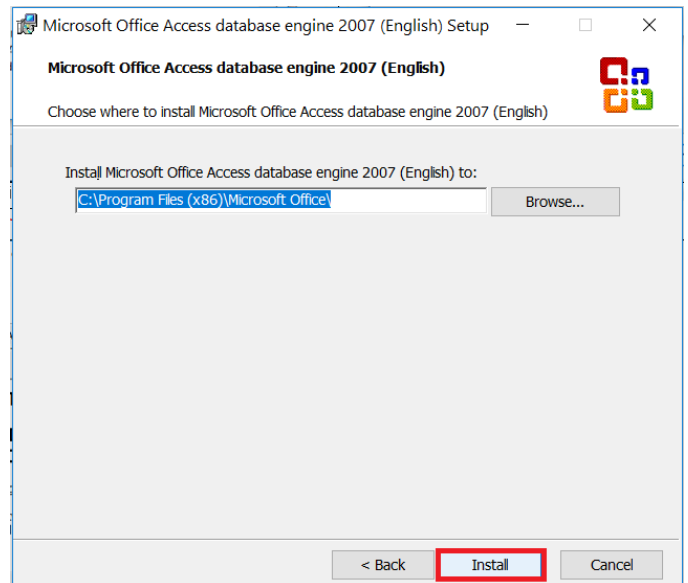 Microsoft Office Access database engine 2007 (English) Setup
Microsoft Office Access database engine 2007 (English)
Choose where to install Microsoft Office Access database engine 2007 (English)
Install Microsoft Office Access database engine 2007 (English) to:
C:\Program Files (x86)\Microsoft Office\
Browse...
< Back Install Cancel